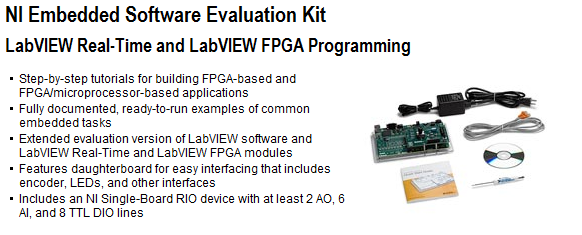 NI Embedded Software Evaluation Kit
LabVIEW Real-Time and LabVIEW FPGA Programming
▪ Step-by-step tutorials for building FPGA-based and
FPGA/microprocessor-based applications
▪ Fully documented, ready-to-run examples of common
embedded tasks
▪ Extended evaluation version of LabVIEW software and
LabVIEW Real-Time and LabVIEW FPGA modules
▪ Features daughterboard for easy interfacing that includes
encoder, LEDs, and other interfaces
▪ Includes an NI Single-Board RIO device with at least 2 AO, 6
AI, and 8 TTL DIO lines